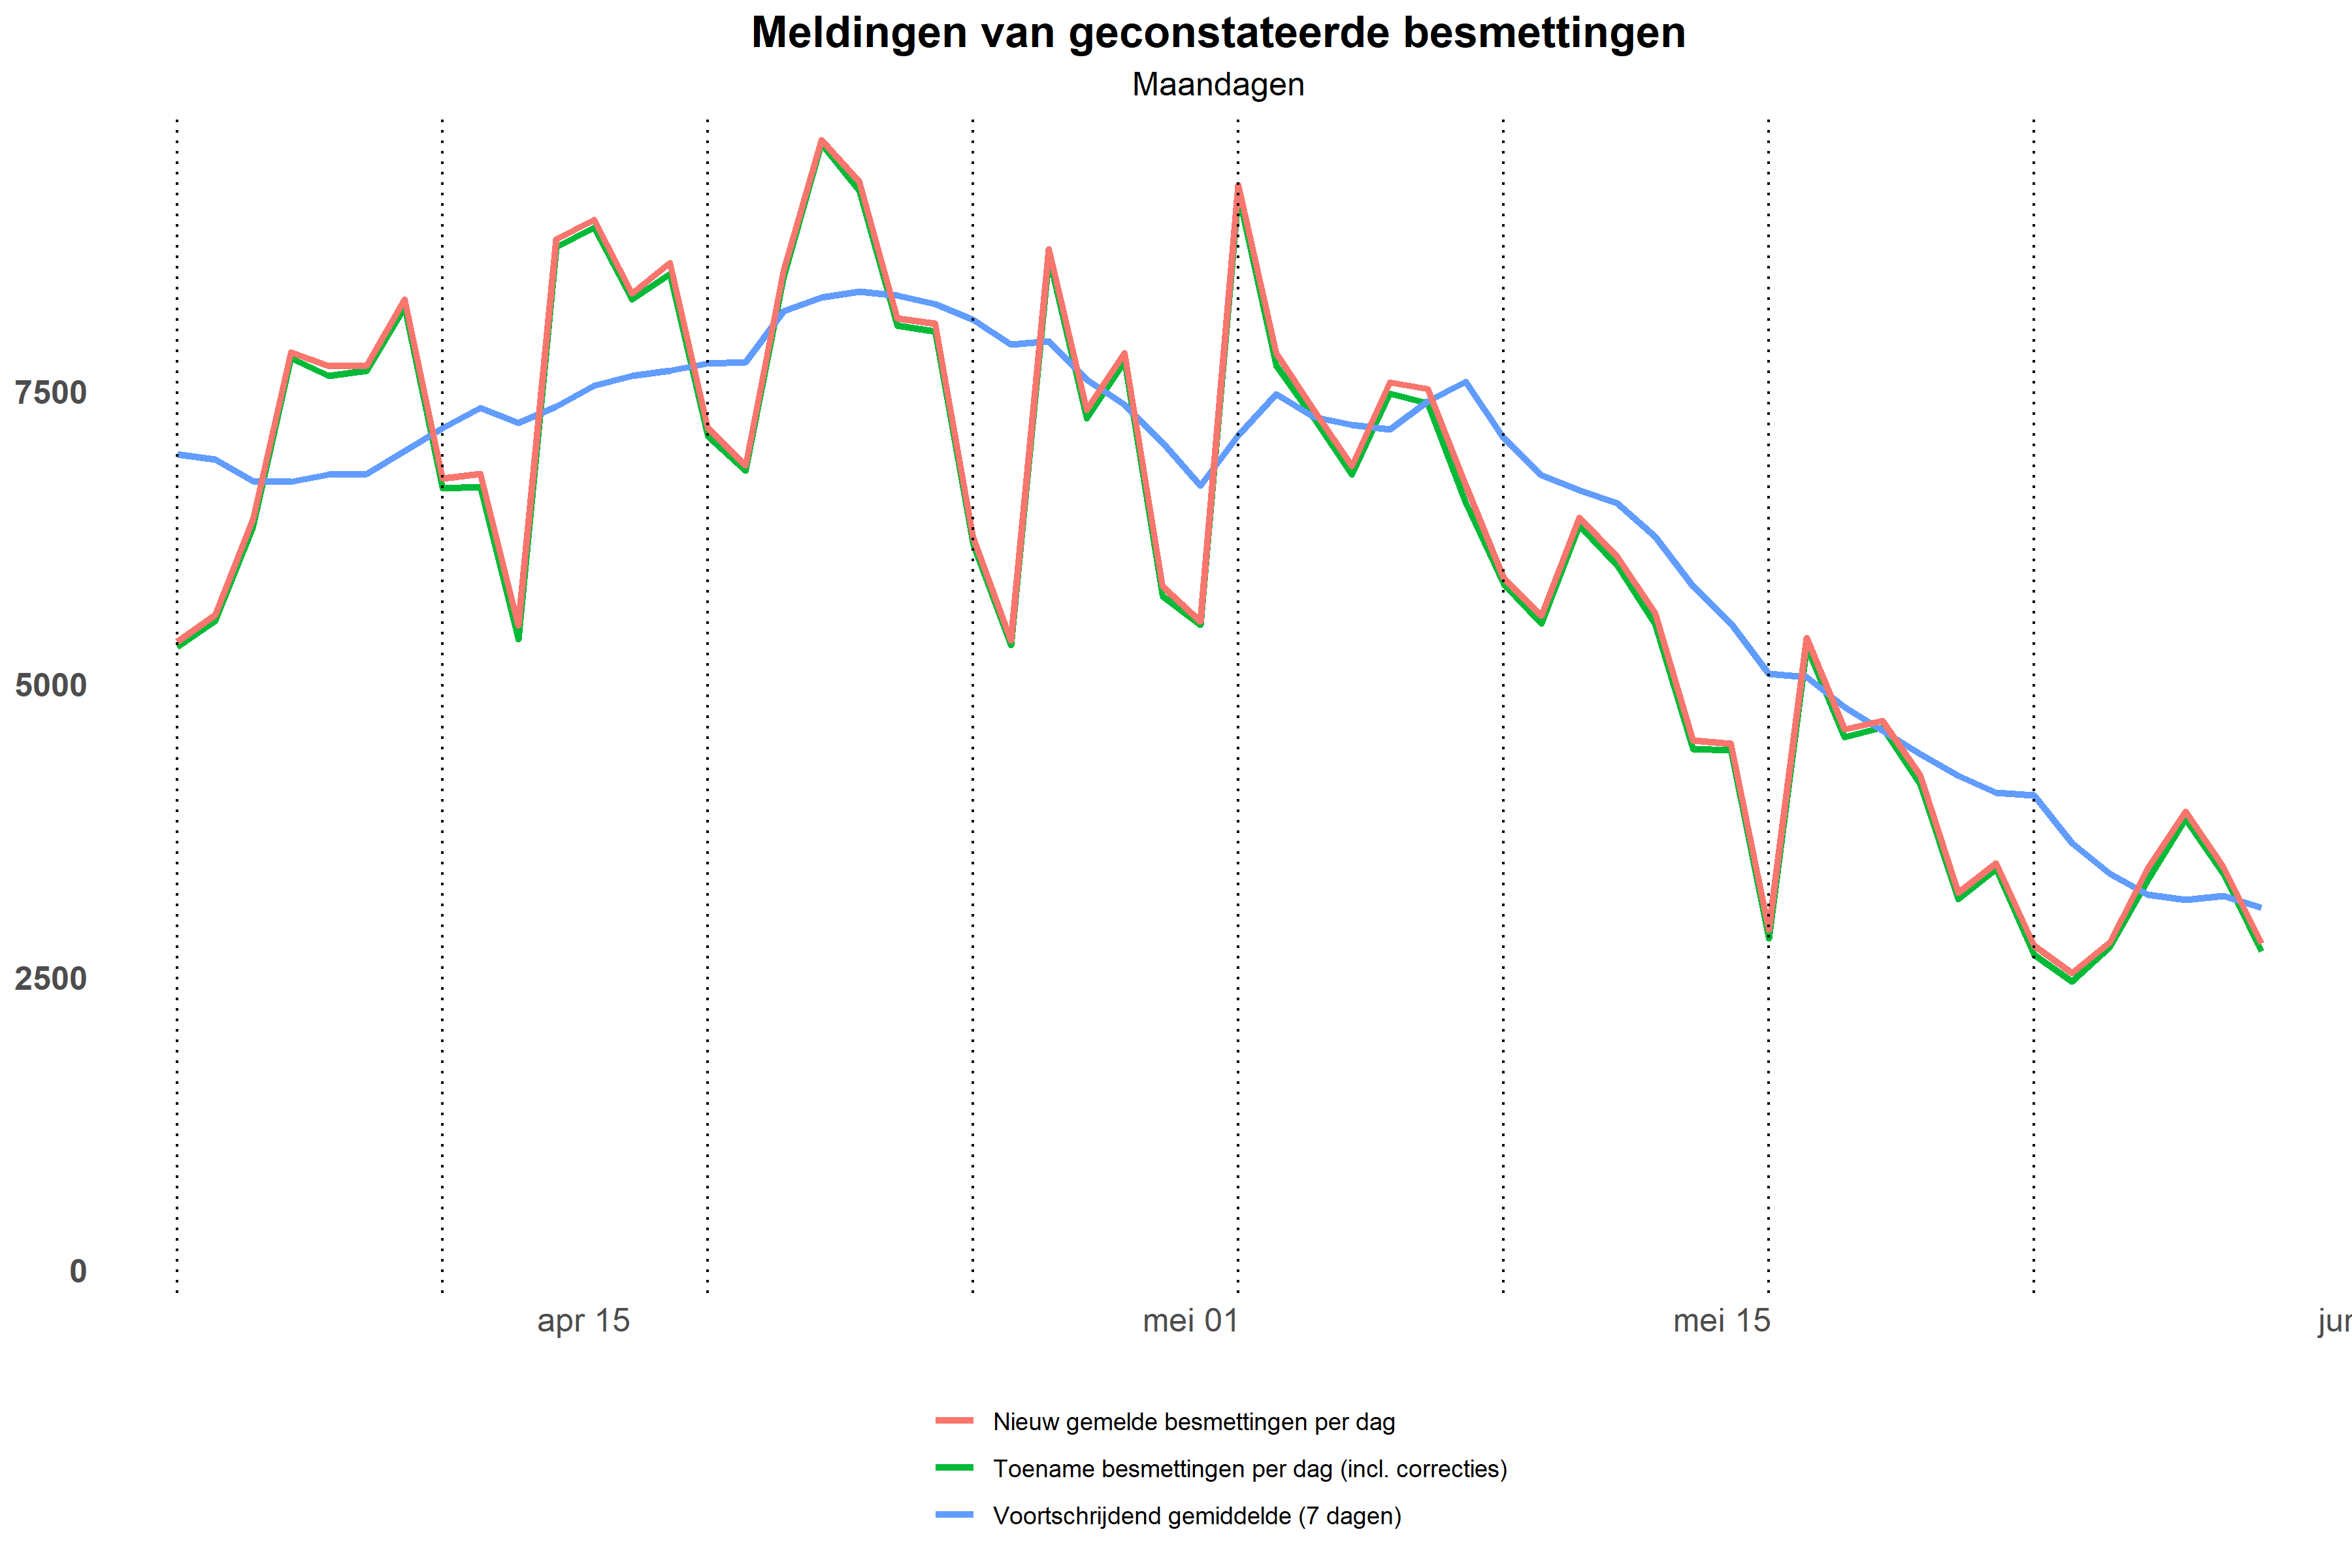 Meldingen van geconstateerde besmettingen
Maandagen
7500
5000
2500
0
apr 15
mei 01
mei 15
jun
Nieuw gemelde besmettingen per dag
Toename besmettingen per dag (incl. correcties)
Voortschrijdend gemiddelde (7 dagen)